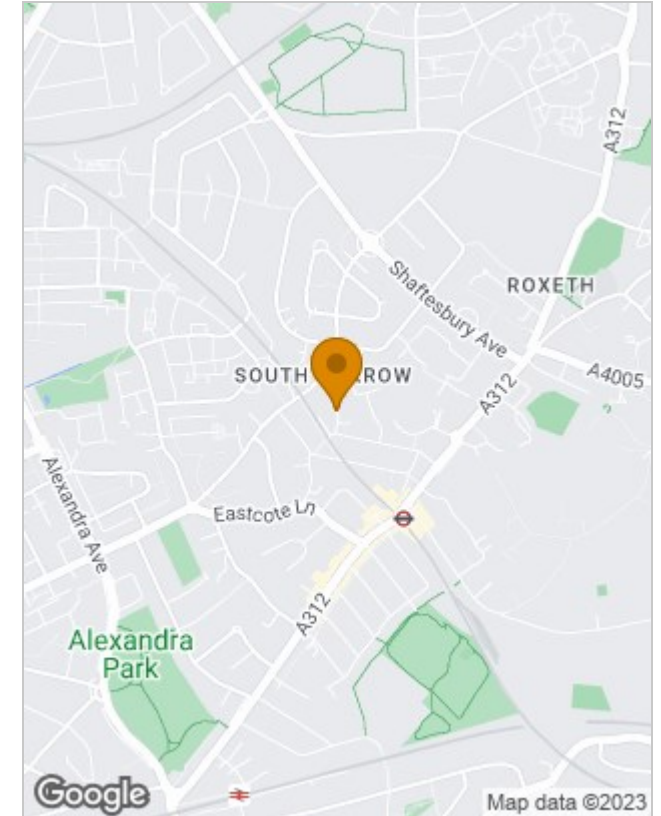 A312
ROXETH
Shaftesbury Ave
SOUTH
ROW
A4005
A312
Eastcote Ln
Alexandra Ave
A312
Alexandra
Park
Google
Map data ©2023